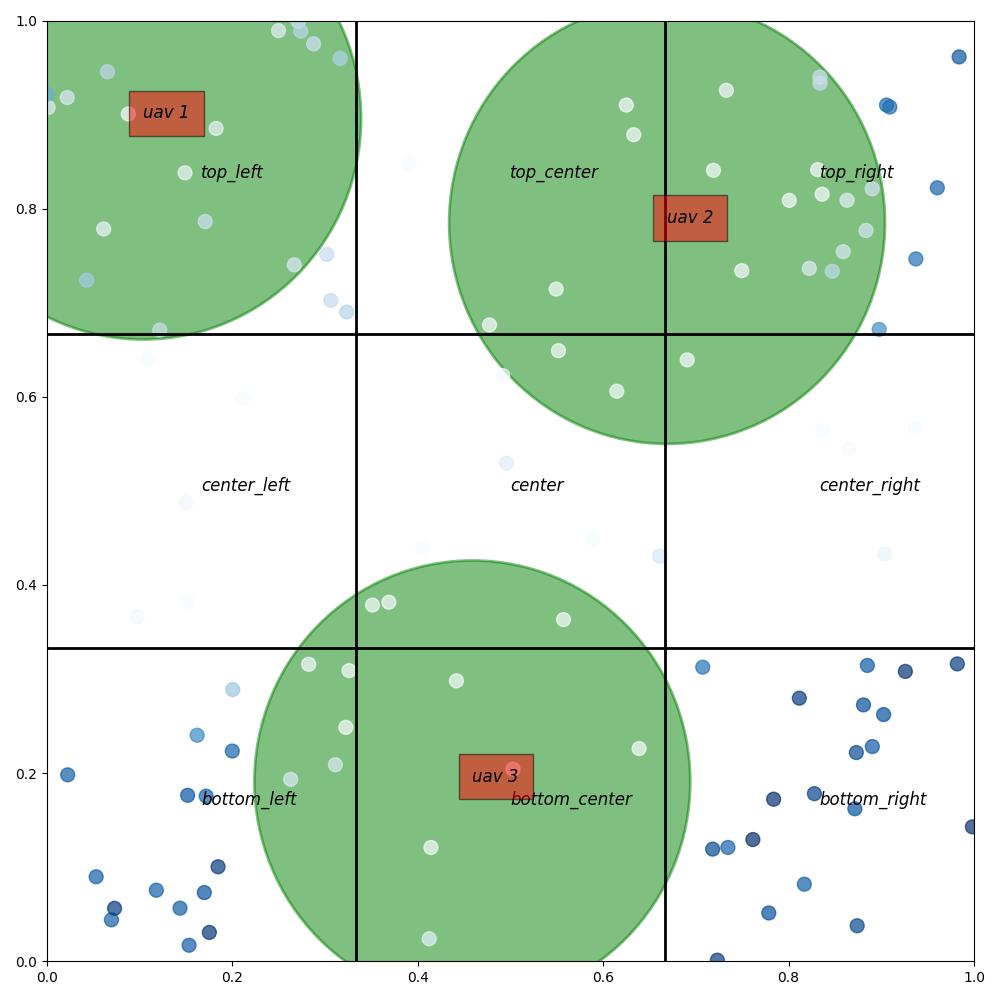 1.0
uav 1
top_left
top_center
top_right
0.8
uav 2
0.6
center_left
center
center_right
0.4
0.2
uav 3
bottom_left
bottom_center
bottom_right
0.0
0.0 0.2 0.4 0.6 0.8 1.0